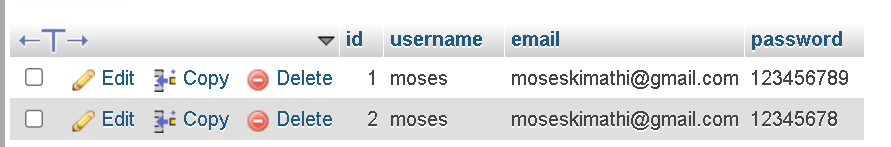 id username email password
Edit Copy Delete 1 moses moseskimathi@gmail.com 123456789
Edit Copy Delete 2 moses moseskimathi@gmail.com 12345678